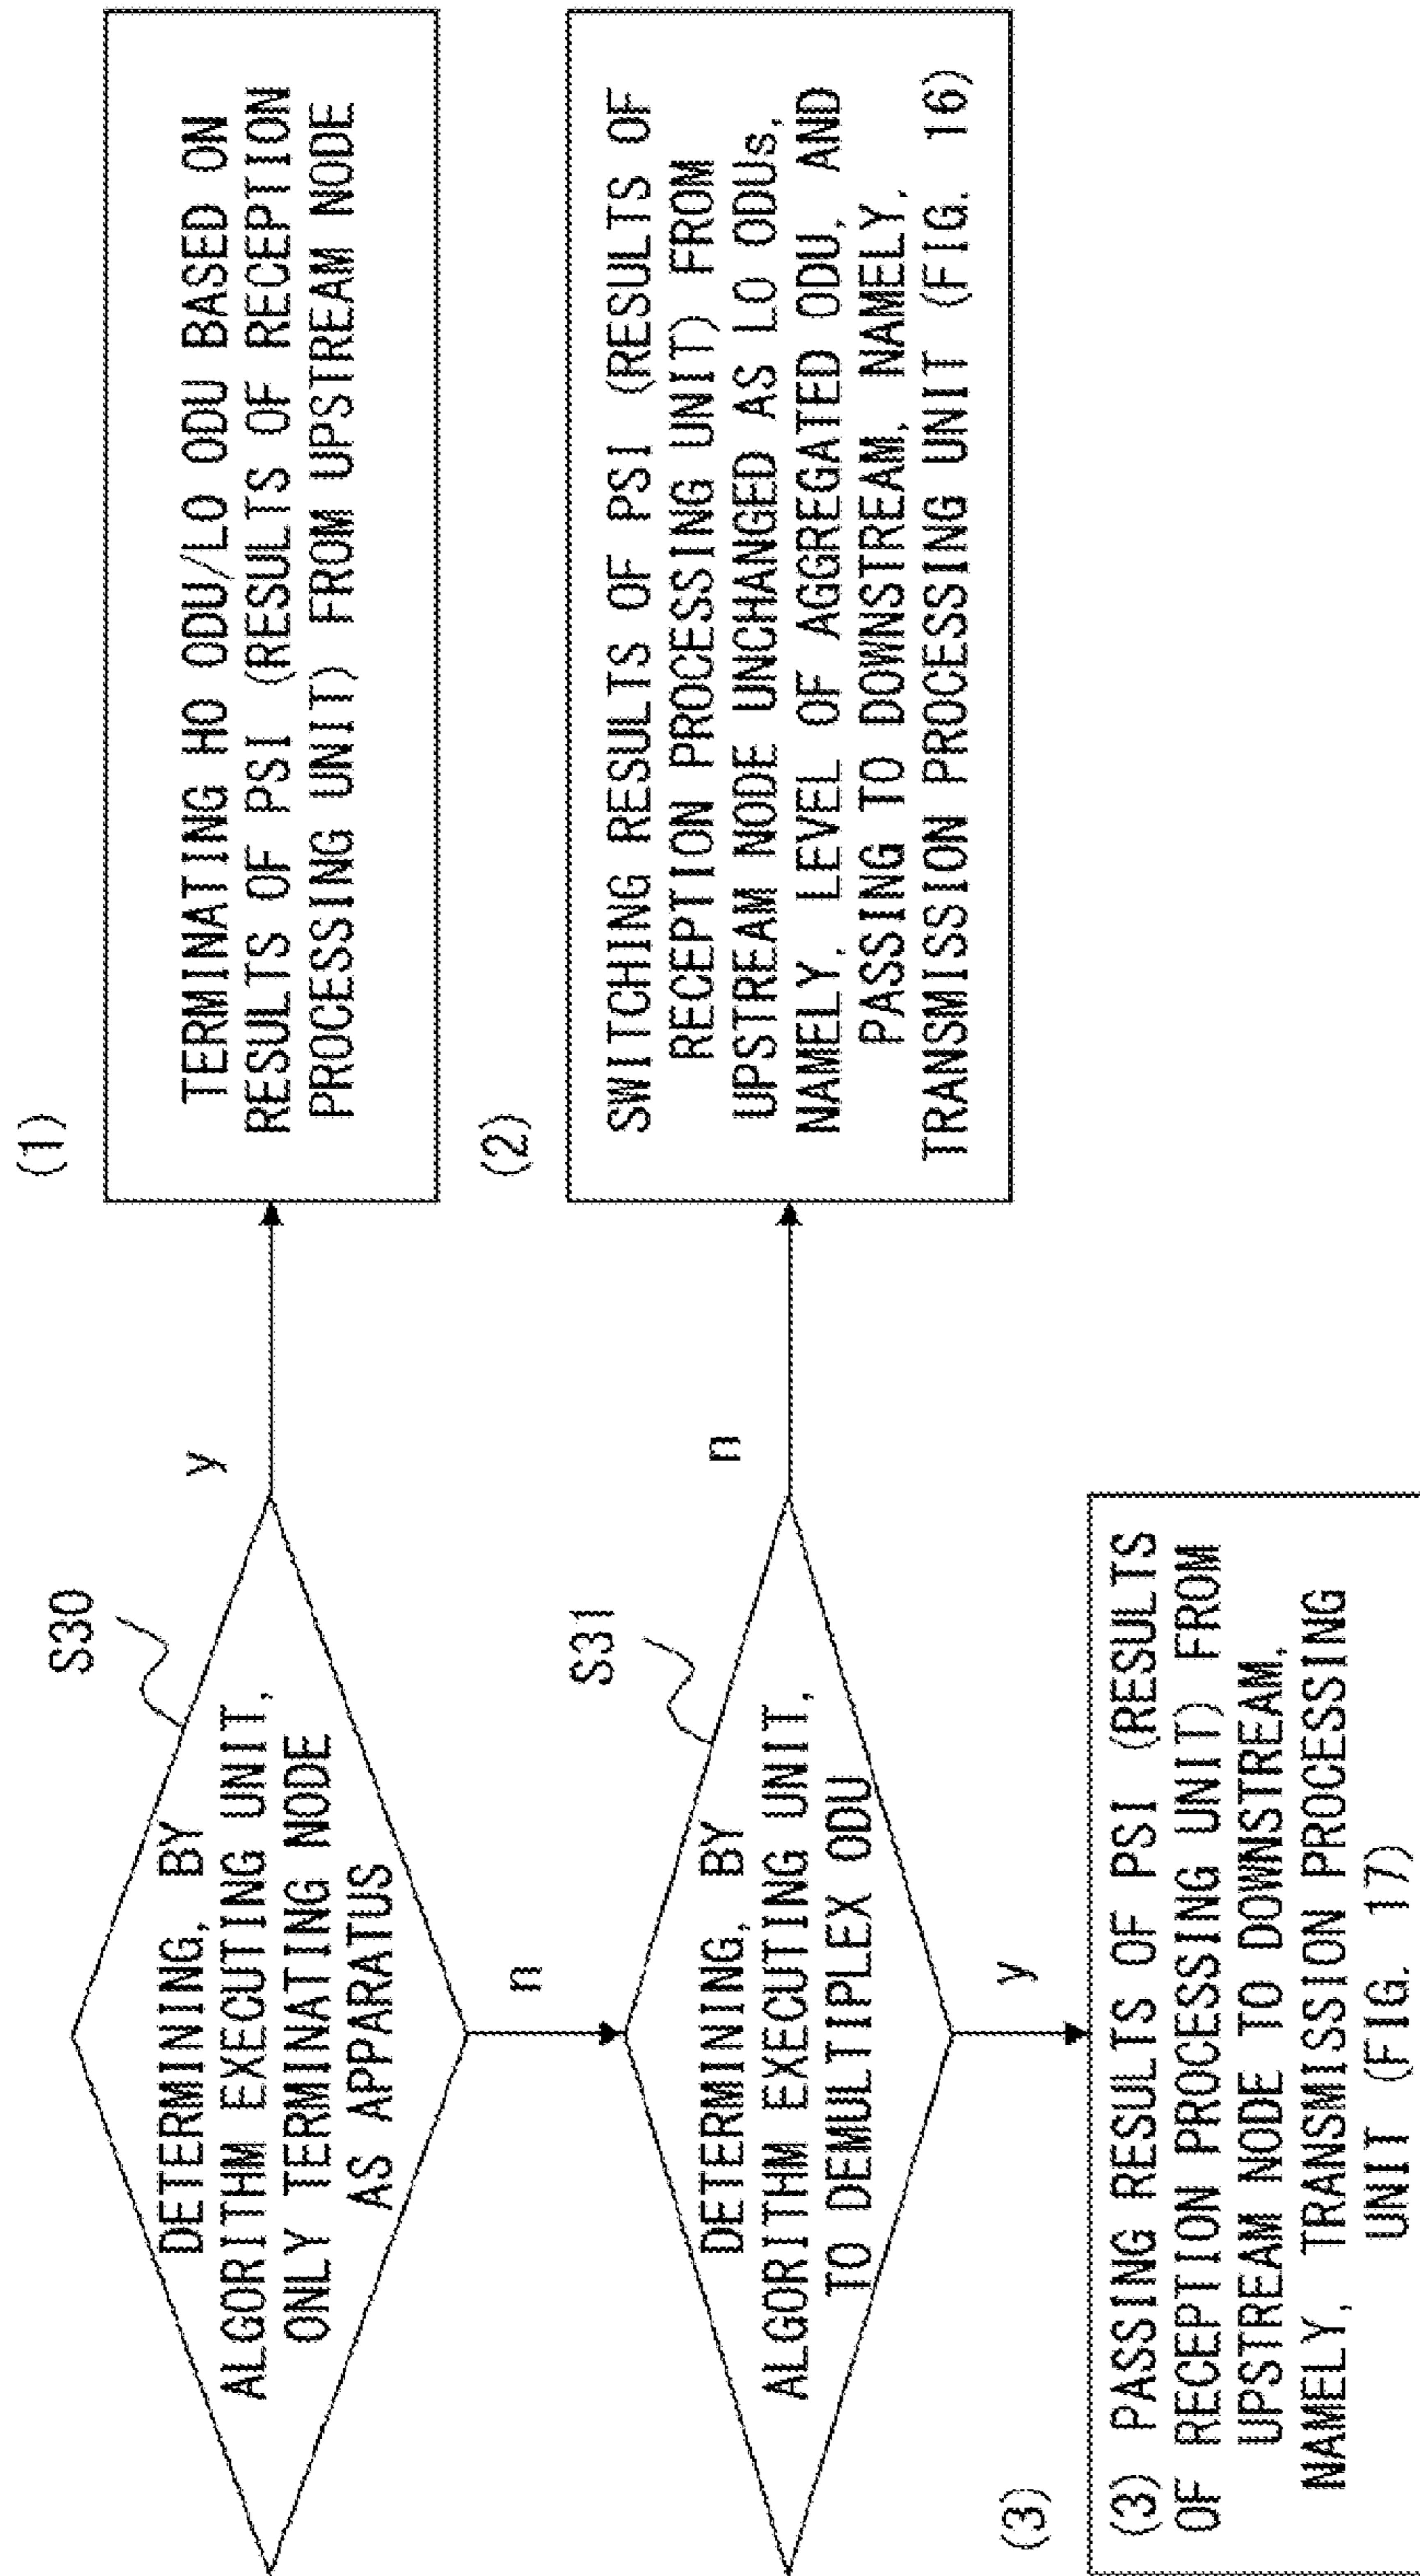 S30
DETERMINING, BY
ALGORITHM EXECUTING UNIT,
ONLY TERMINATING NODE
AS APPARATUS
y
(1)
TERMINATING HO ODU/LO ODU BASED ON
RESULTS OF PSI (RESULTS OF RECEPTION
PROCESSING UNIT) FROM UPSTREAM NODE
n
S31
DETERMINING, BY
ALGORITHM EXECUTING UNIT,
TO DEMULTIPLEX ODU
n
(2)
SWITCHING RESULTS OF PSI (RESULTS OF
RECEPTION PROCESSING UNIT) FROM
UPSTREAM NODE UNCHANGED AS LO ODUs,
NAMELY, LEVEL OF AGGREGATED ODU, AND
PASSING TO DOWNSTREAM, NAMELY,
TRANSMISSION PROCESSING UNIT (FIG. 16)
y
(3)
(3) PASSING RESULTS OF PSI (RESULTS
OF RECEPTION PROCESSING UNIT) FROM
UPSTREAM NODE TO DOWNSTREAM,
NAMELY, TRANSMISSION PROCESSING
UNIT (FIG. 17)